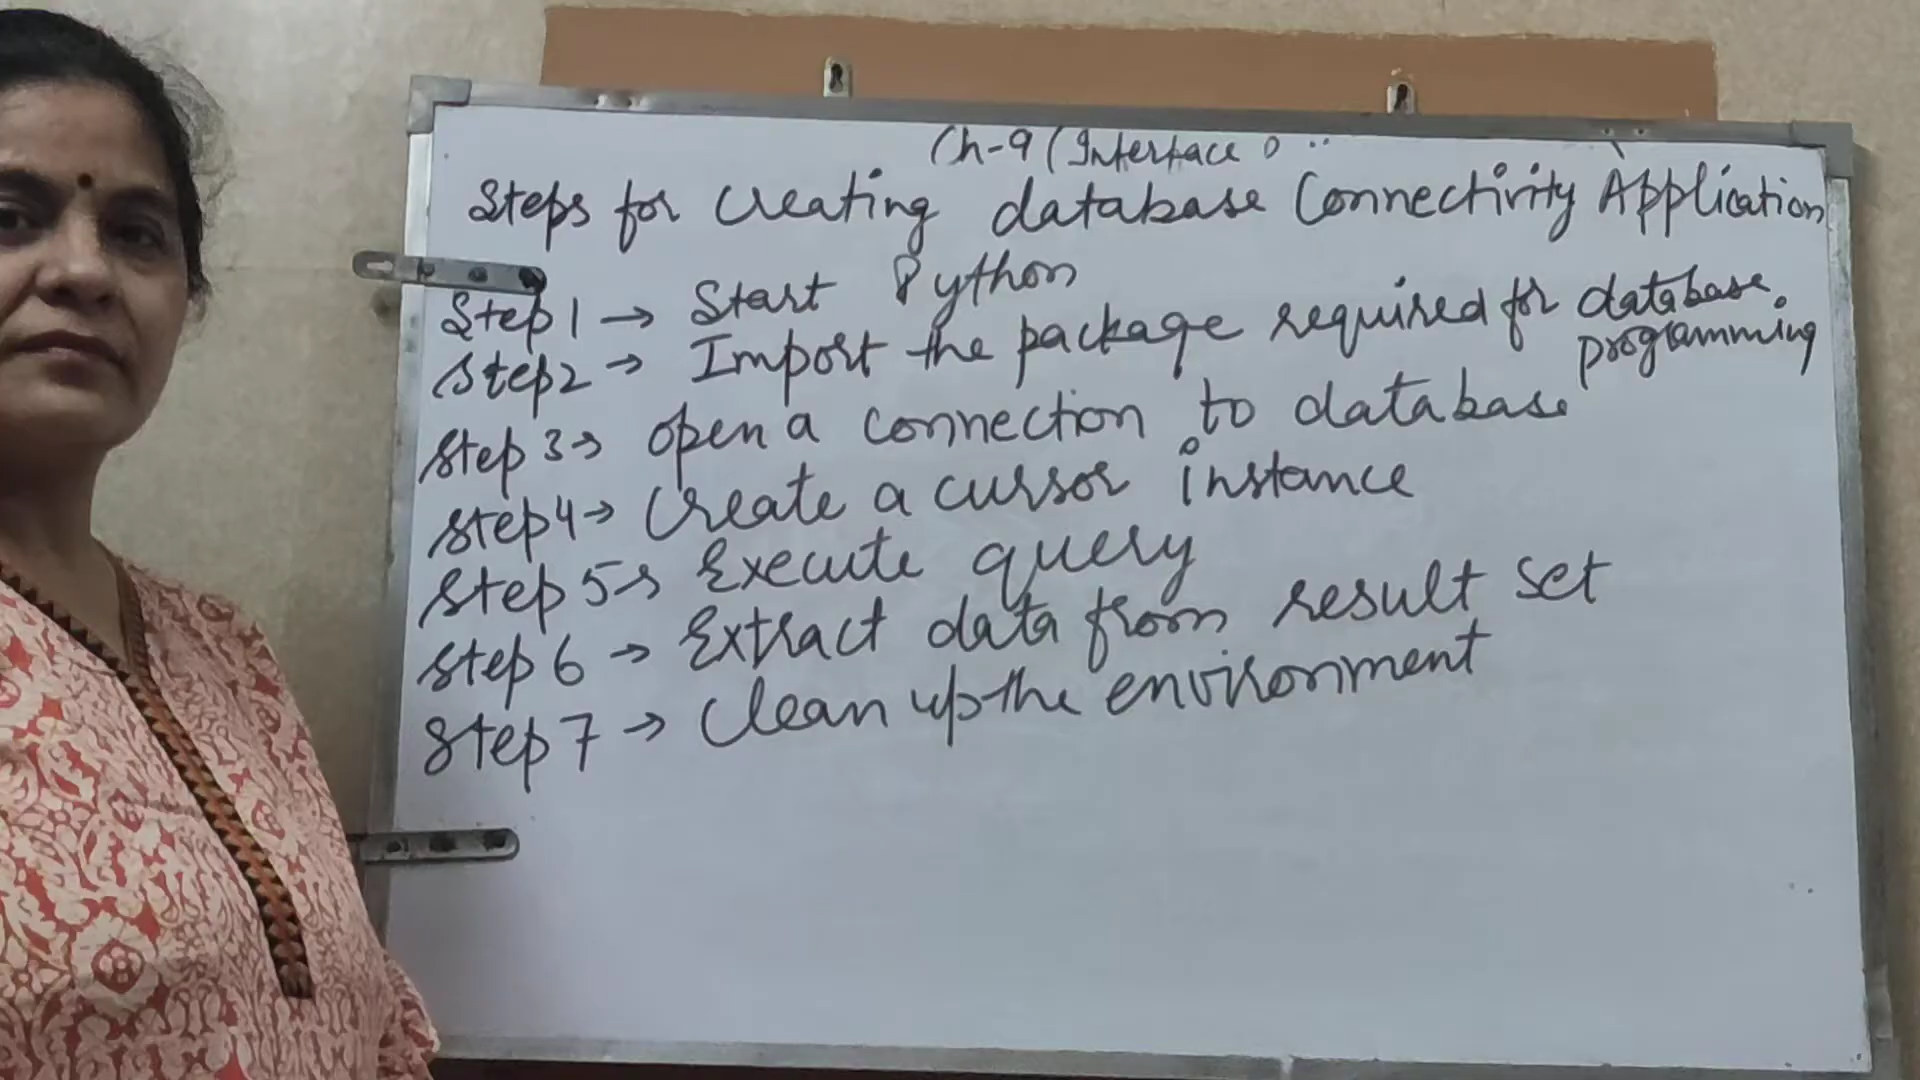 Ch-9 (Interface
Steps for creating database Connectivity Application
Step 1 → Start Python
Step 2 → Import the package required for database
programming
Step 3 → open a connection to database
Step 4 → Create a cursor instance
Step 5 → Execute query
Step 6 → Extract data from result set
Step 7 → Clean up the environment